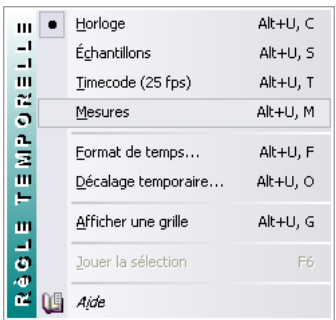 RèGLE TEMPORELLE
Horloge Alt+U, C
Échantillons Alt+U, S
Timecode (25 fps) Alt+U, T
Mesures Alt+U, M
Format de temps... Alt+U, F
Décalage temporaire... Alt+U, O
Afficher une grille Alt+U, G
Jouer la sélection F6
Aide